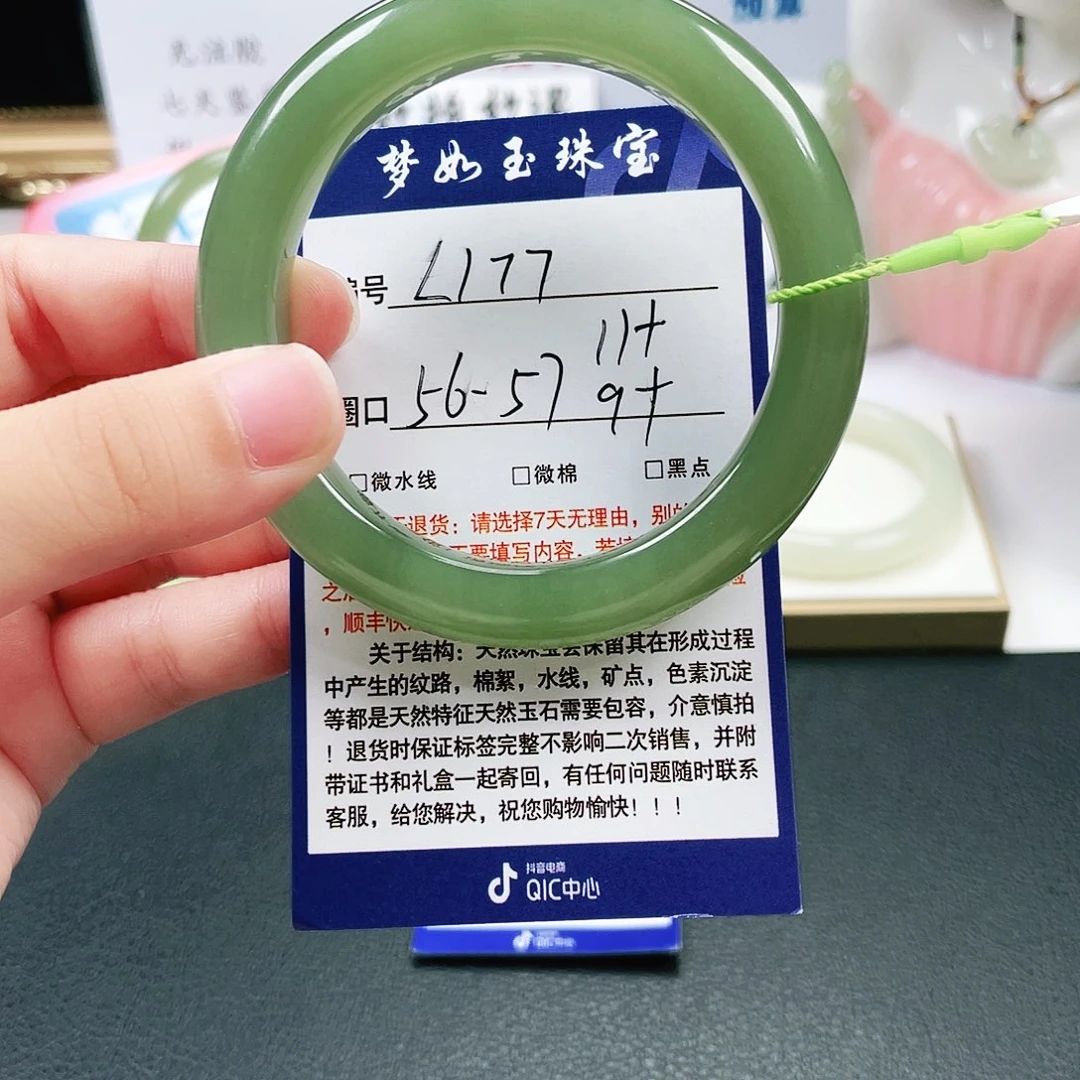 无油胶
七天
梦如玉珠宝
号 L177
11+
圈口 56-57 9+
□微水线 □微棉 □黑点
退货：请选择7天无理由，别
要填写内容，若
之
，顺丰快
关于结构：天然珠宝会保留其在形成过程
中产生的纹路，棉絮，水线，矿点，色素沉淀
等都是天然特征天然玉石需要包容，介意慎拍
！退货时保证标签完整不影响二次销售，并附
带证书和礼盒一起寄回，有任何问题随时联系
客服，给您解决，祝您购物愉快！！！
抖音电商
QIC中心